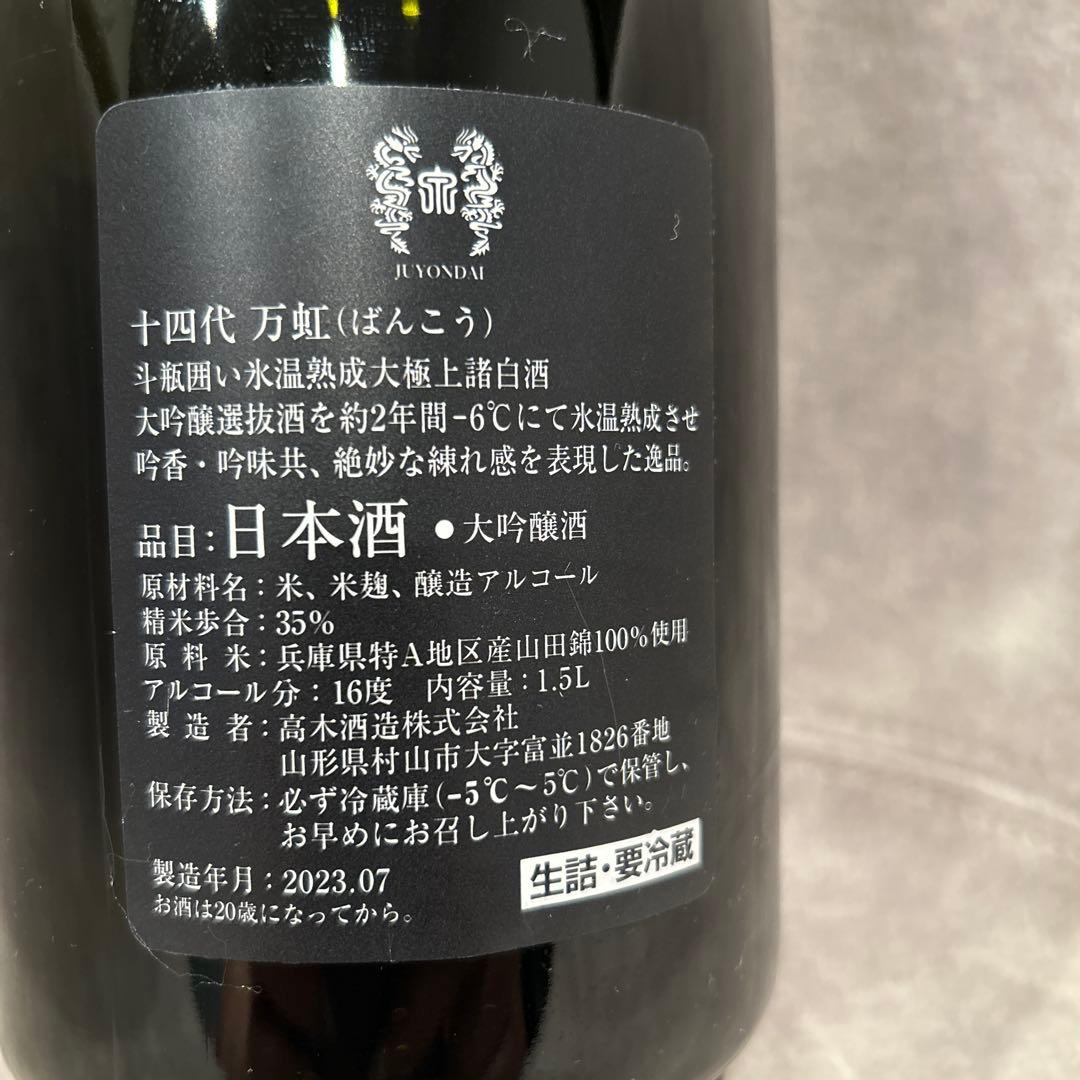 JUYONDAI
十四代 万虹(ばんこう)
斗瓶囲い氷温熟成大極上諸白酒
大吟醸選抜酒を約2年間-6℃にて氷温熟成させ
吟香・吟味共、絶妙な練れ感を表現した逸品。
品目:日本酒 ●大吟醸酒
原材料名:米、米麹、醸造アルコール
精米歩合:35%
原料米:兵庫県特A地区産山田錦100%使用
アルコール分:16度 内容量:1.5L
製造者:高木酒造株式会社
山形県村山市大字富並1826番地
保存方法:必ず冷蔵庫(-5℃~5℃)で保管し、
お早めにお召し上がり下さい。
製造年月:2023.07
生詰・要冷蔵
お酒は20歳になってから。